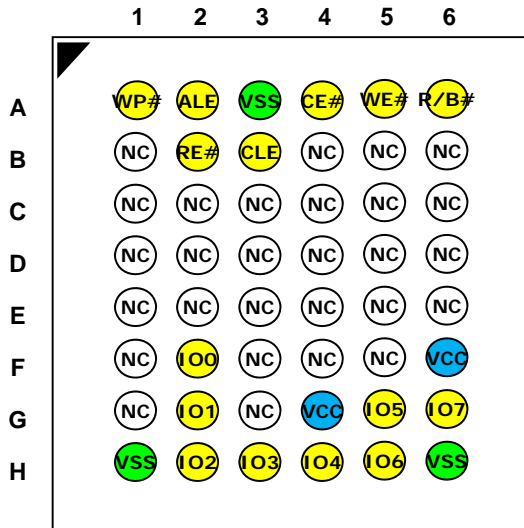 1 2 3 4 5 6
A WP# ALE VSS CE# WE# R/B#
B NC RE# CLE NC NC NC
C NC NC NC NC NC NC
D NC NC NC NC NC NC
E NC NC NC NC NC NC
F NC IO0 NC NC NC VCC
G NC IO1 NC VCC IO5 IO7
H VSS IO2 IO3 IO4 IO6 VSS